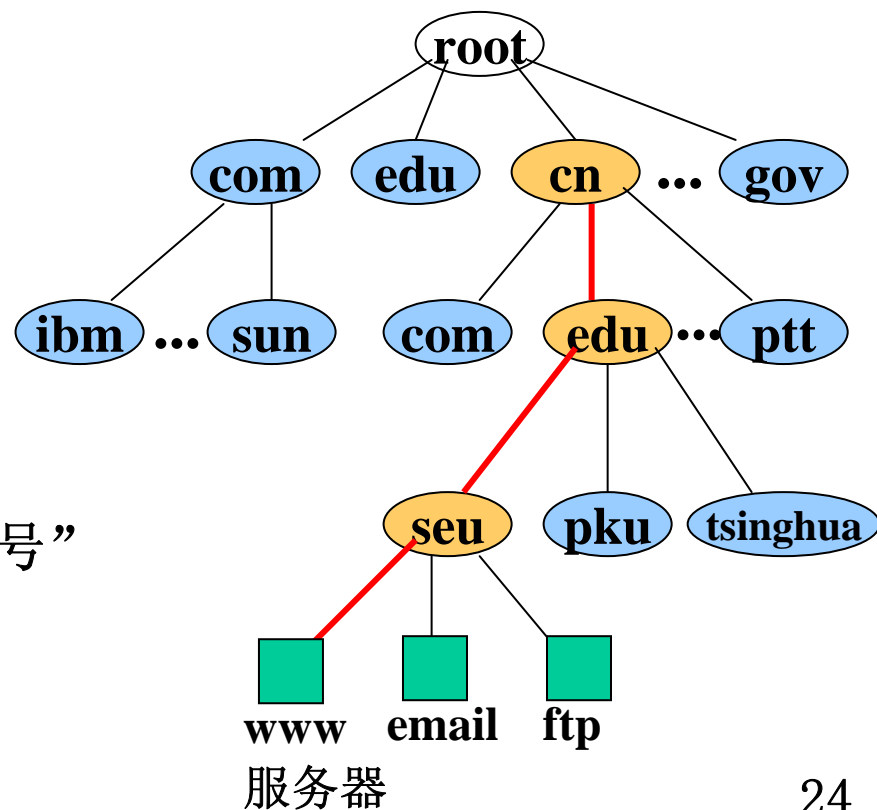 root
com edu cn ... gov
ibm ... sun com edu ... ptt
seu pku tsinghua
号”
www email ftp
服务器
24